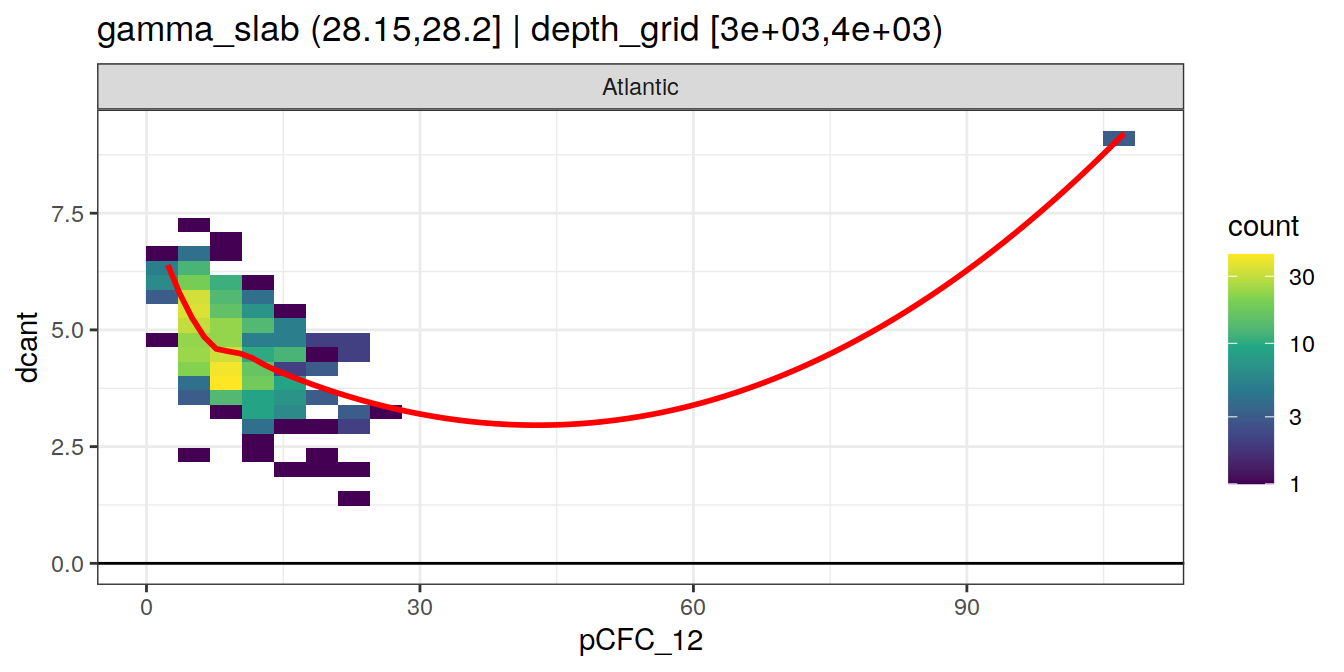 gamma_slab (28.15,28.2] | depth_grid [3e+03,4e+03)
Atlantic
dcant
7.5
5.0
2.5
0.0
0
30
60
90
pCFC_12
count
30
10
3
1